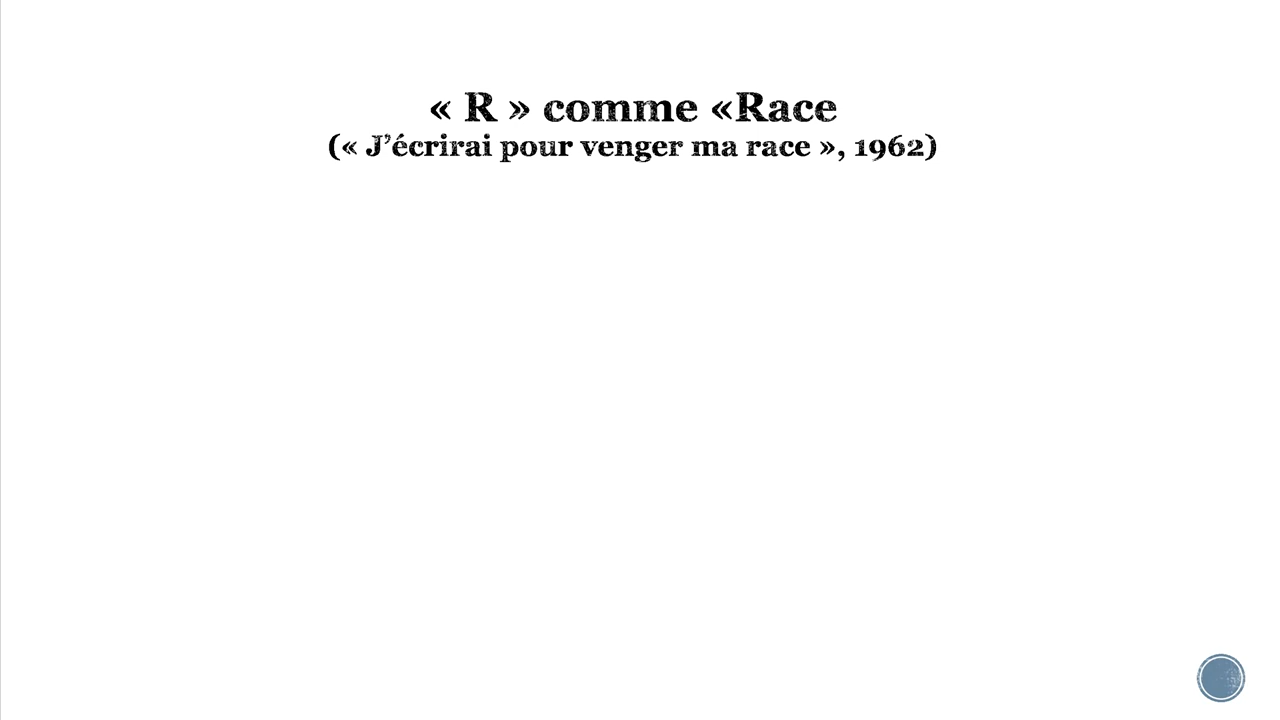 « R » comme «Race
(« J’écrirai pour venger ma race », 1962)